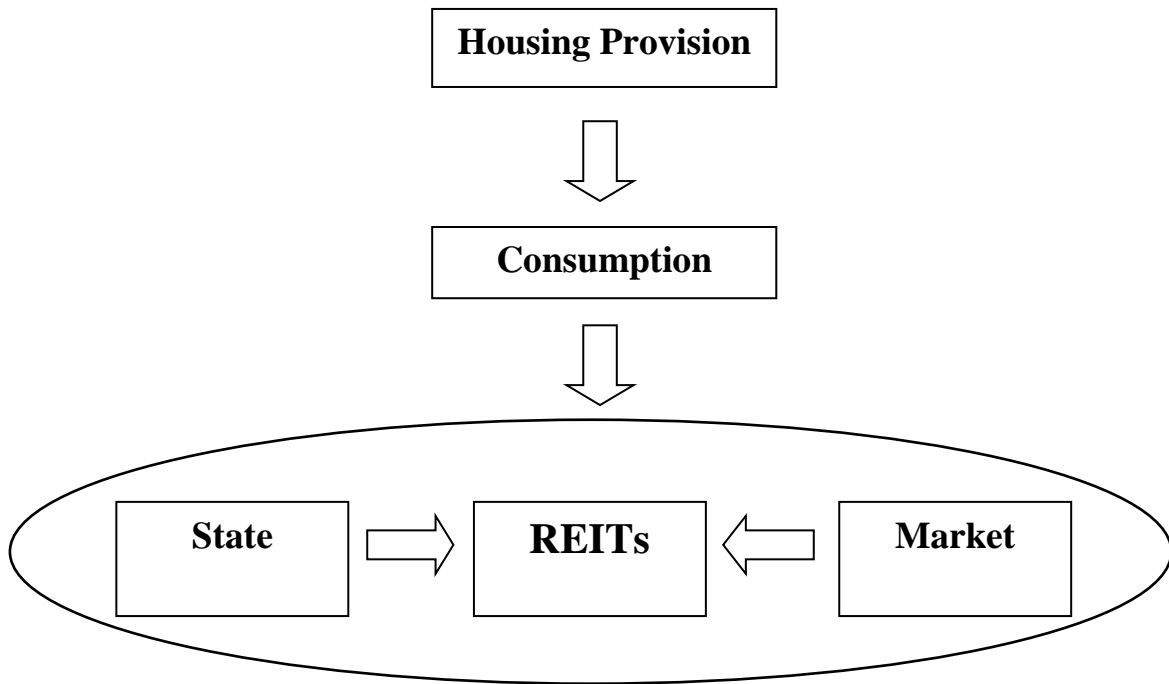 Housing Provision
Consumption
State
REITs
Market